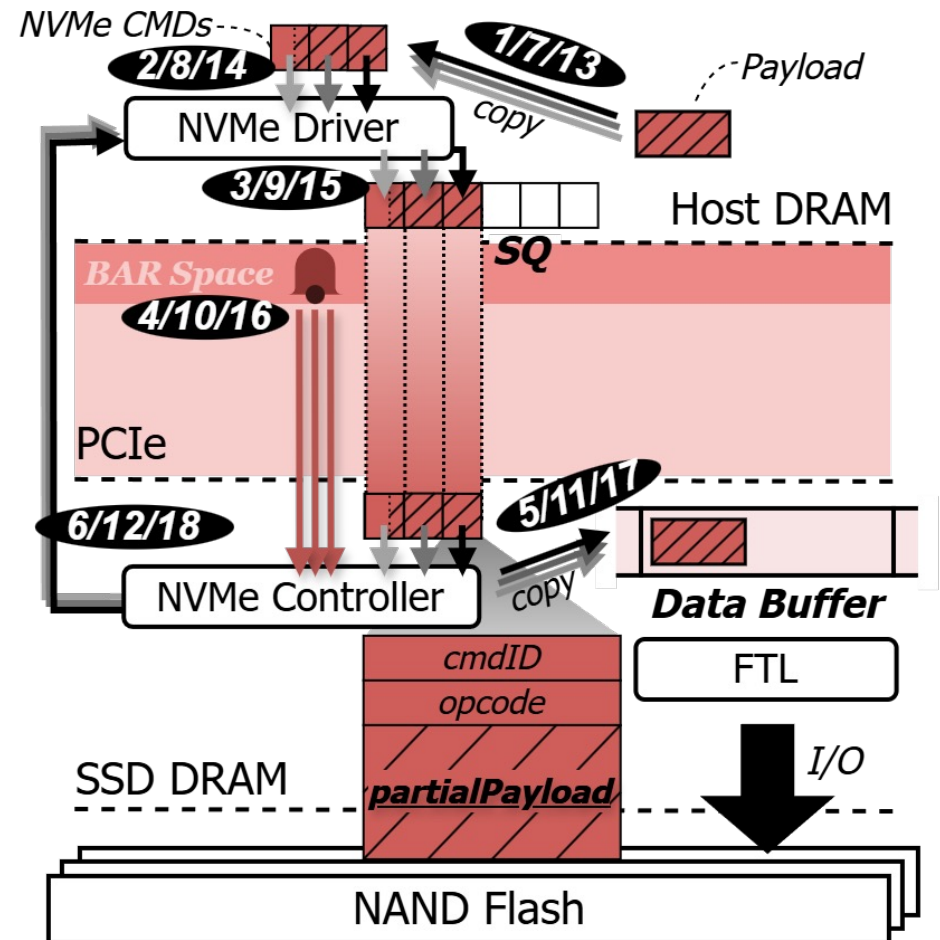 NVMe CMDs
1/7/13
2/8/14
Payload
copy
NVMe Driver
3/9/15
Host DRAM
SQ
BAR Space
4/10/16
PCIe
5/11/17
6/12/18
NVMe Controller
copy
Data Buffer
cmdID
FTL
opcode
I/O
SSD DRAM
partialPayload
NAND Flash